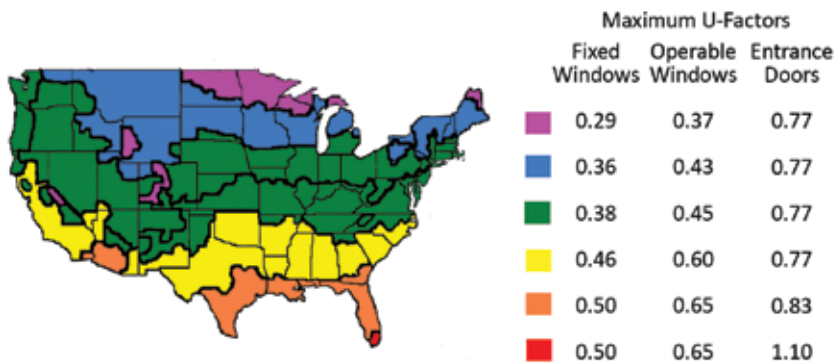 Maximum U-Factors
Fixed Operable Entrance
Windows Windows Doors
0.29 0.37 0.77
0.36 0.43 0.77
0.38 0.45 0.77
0.46 0.60 0.77
0.50 0.65 0.83
0.50 0.65 1.10